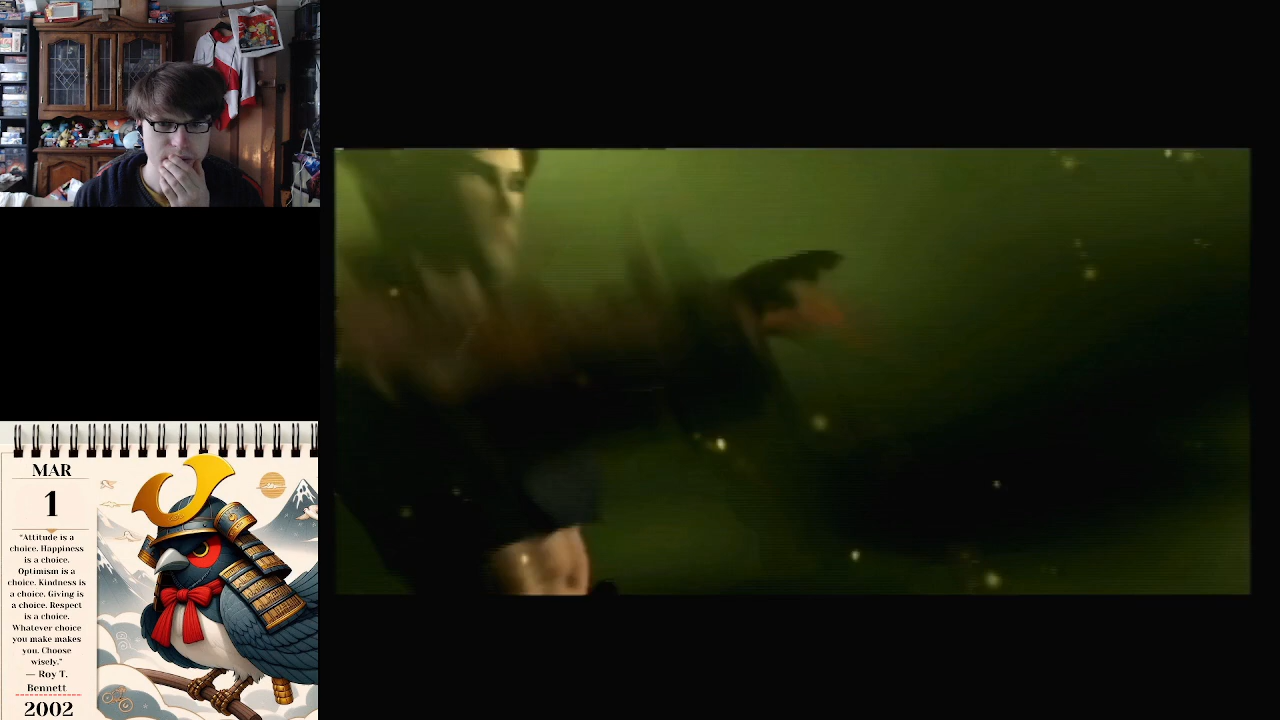 MAR
1
"Attitude is a
choice. Happiness
is a choice.
Optimism is a
choice. Kindness is
a choice. Giving is
a choice. Respect
is a choice.
Whatever choice
you make makes
you. Choose
wisely."
— Roy T.
Bennett
2002